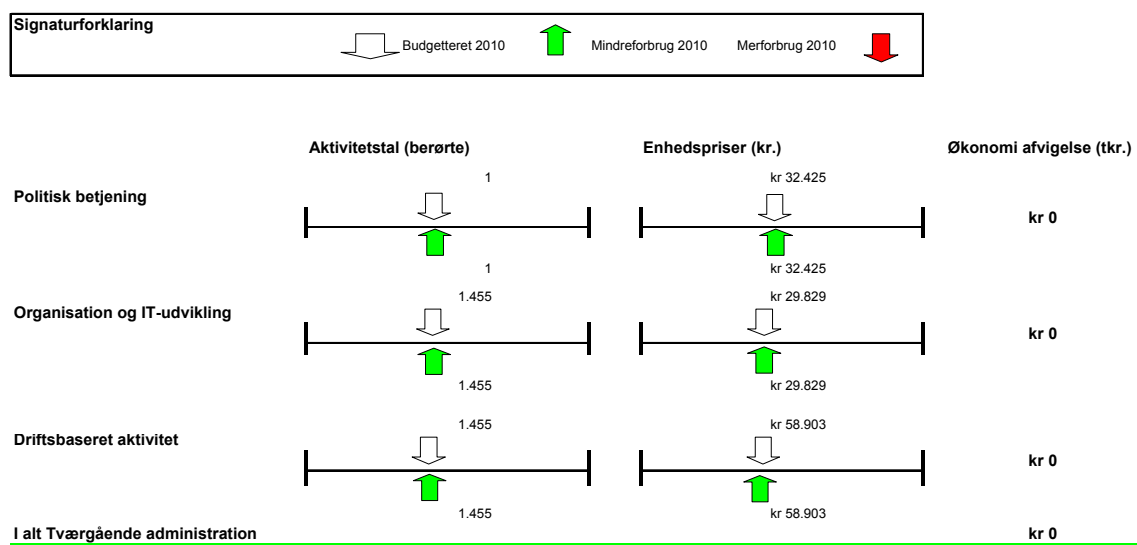 Signaturforklaring
Budgetteret 2010 Mindreforbrug 2010 Merforbrug 2010
Aktivitetstal (berørte) Enhedspriser (kr.) Økonomi afvigelse (tkr.)
1 kr 32.425
Politisk betjening
kr 0
1 kr 32.425
1.455 kr 29.829
Organisation og IT-udvikling
kr 0
1.455 kr 29.829
1.455 kr 58.903
Driftsbaseret aktivitet
kr 0
1.455 kr 58.903
I alt Tværgående administration kr 0